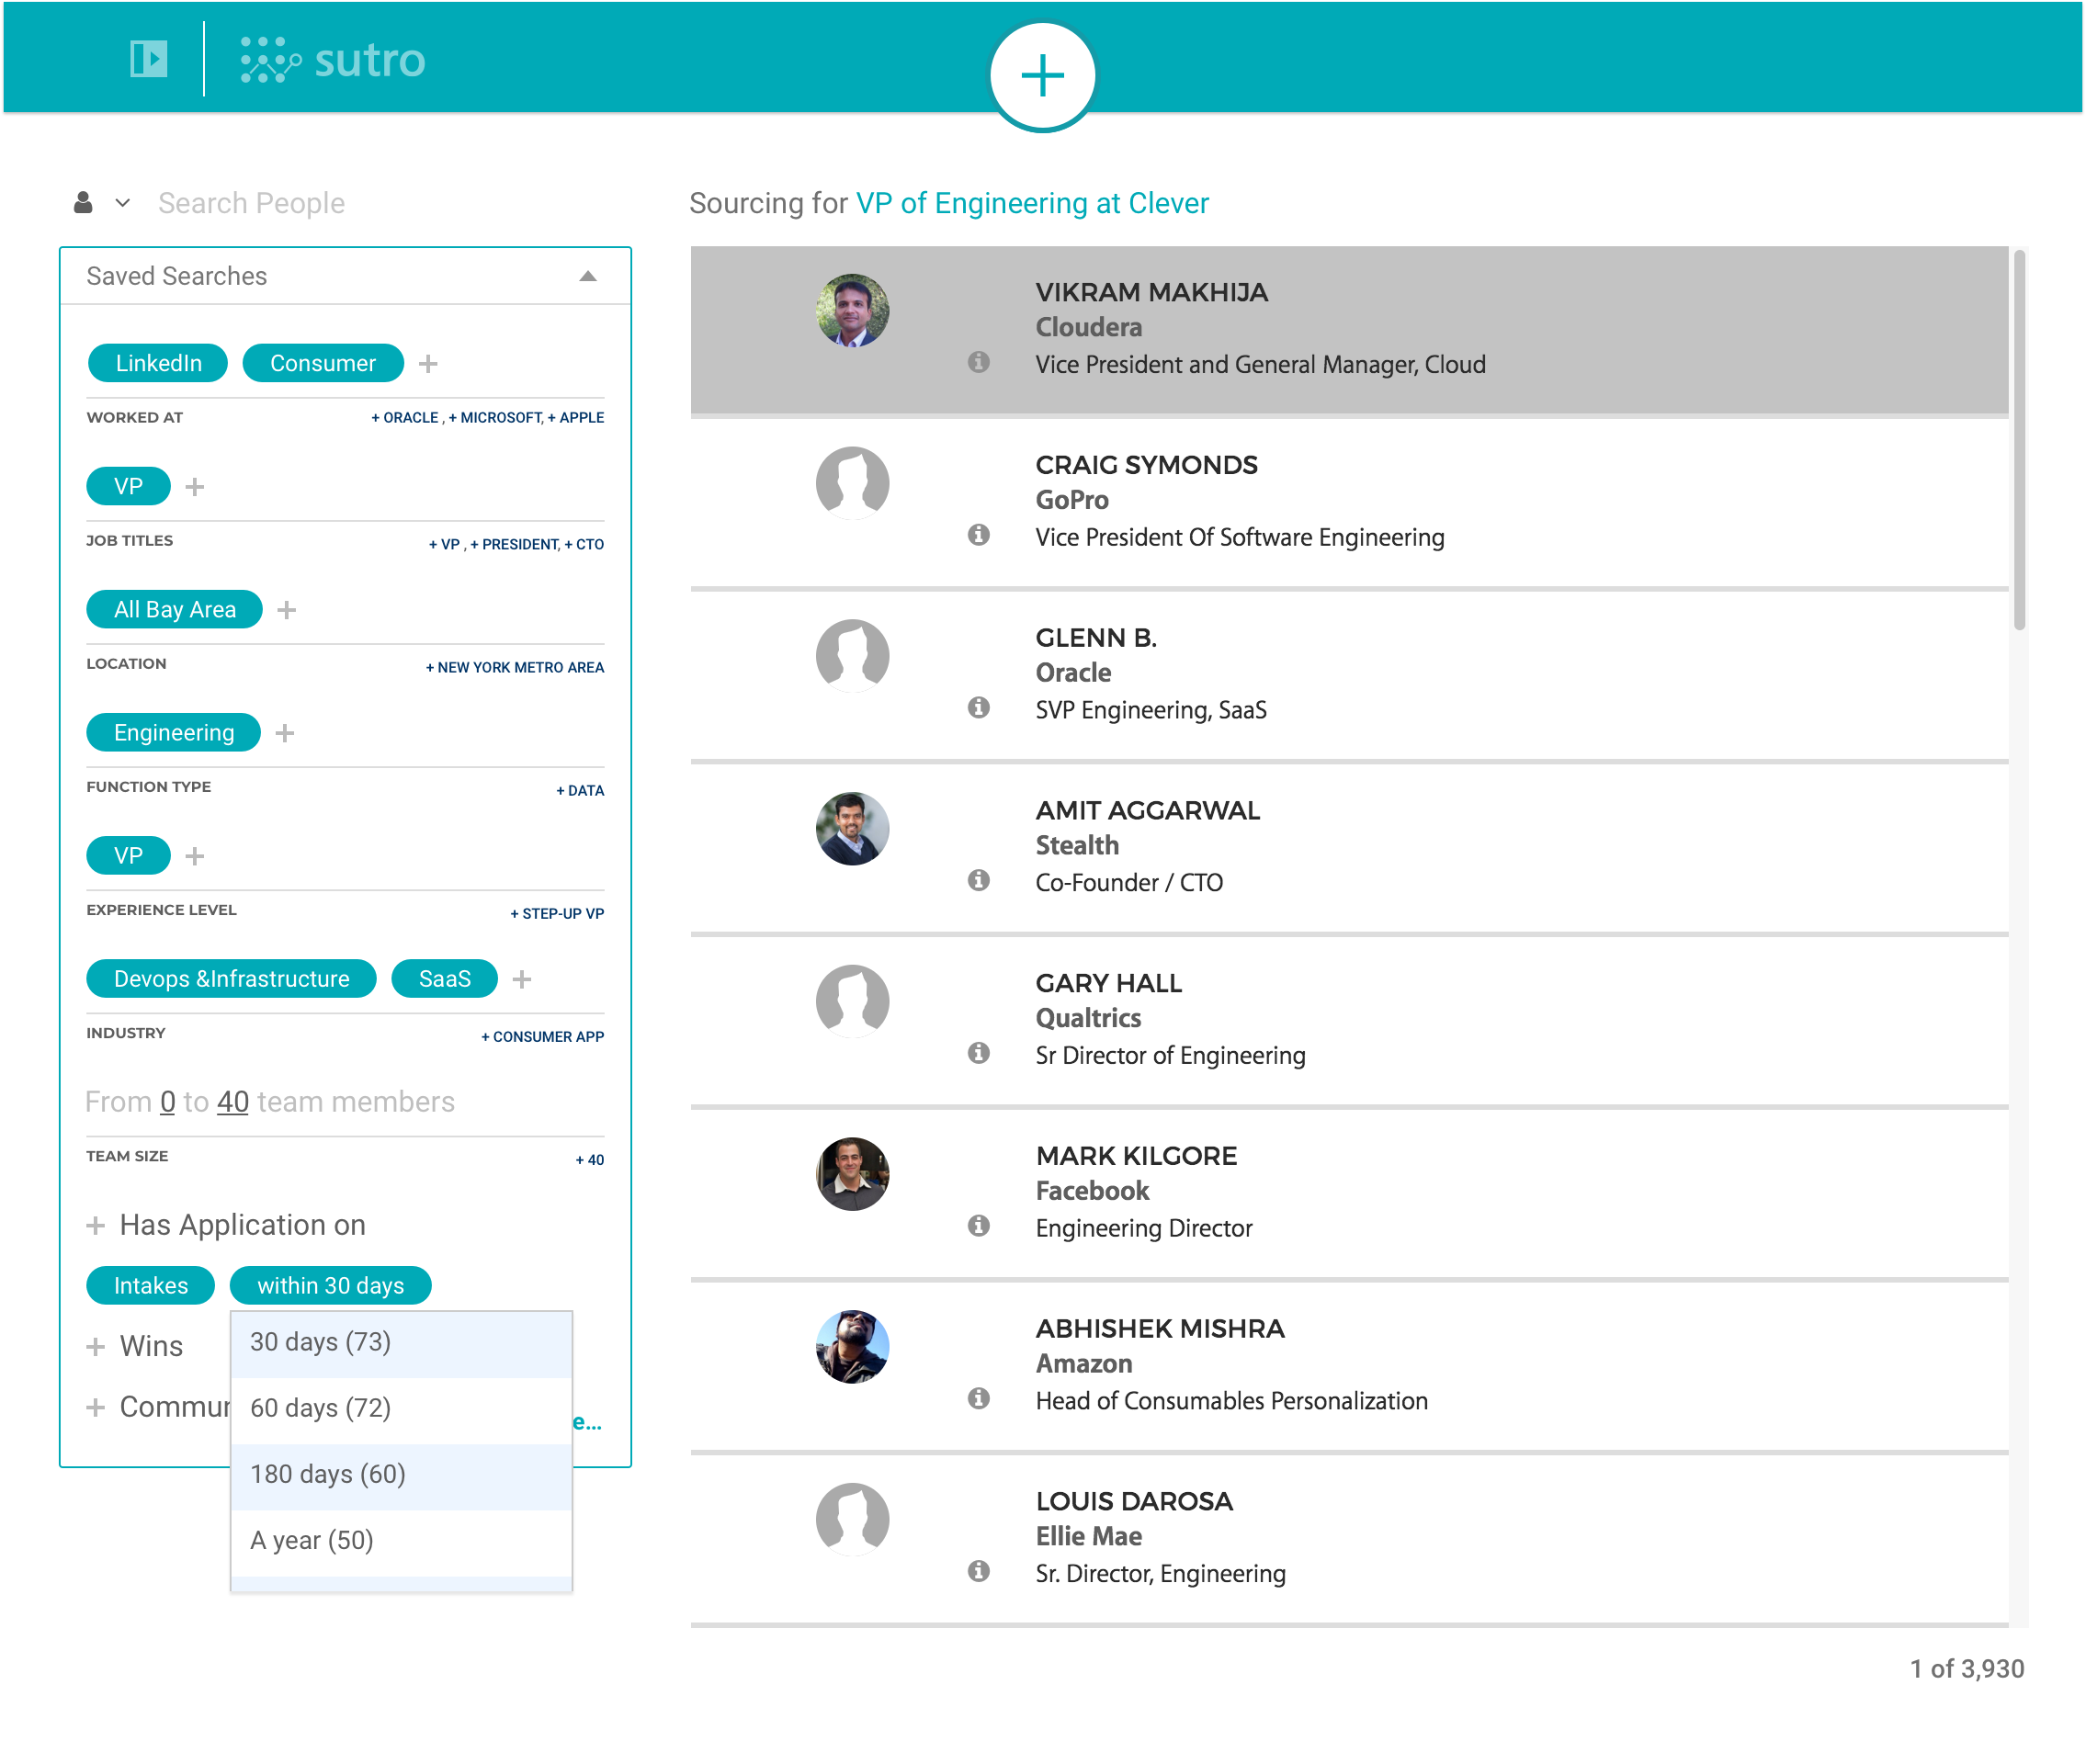 sutro
Search People
Sourcing for VP of Engineering at Clever
Saved Searches
LinkedIn Consumer +
WORKED AT + ORACLE , + MICROSOFT, + APPLE
VP +
JOB TITLES + VP , + PRESIDENT, + CTO
All Bay Area +
LOCATION + NEW YORK METRO AREA
Engineering +
FUNCTION TYPE + DATA
VP +
EXPERIENCE LEVEL + STEP-UP VP
Devops &Infrastructure SaaS +
INDUSTRY + CONSUMER APP
From 0 to 40 team members
TEAM SIZE + 40
+ Has Application on
Intakes within 30 days
+ Wins
+ Commun
e...
30 days (73)
60 days (72)
180 days (60)
A year (50)
VIKRAM MAKHIJA
Cloudera
Vice President and General Manager, Cloud
CRAIG SYMONDS
GoPro
Vice President Of Software Engineering
GLENN B.
Oracle
SVP Engineering, SaaS
AMIT AGGARWAL
Stealth
Co-Founder / CTO
GARY HALL
Qualtrics
Sr Director of Engineering
MARK KILGORE
Facebook
Engineering Director
ABHISHEK MISHRA
Amazon
Head of Consumables Personalization
LOUIS DAROSA
Ellie Mae
Sr. Director, Engineering
1 of 3,930